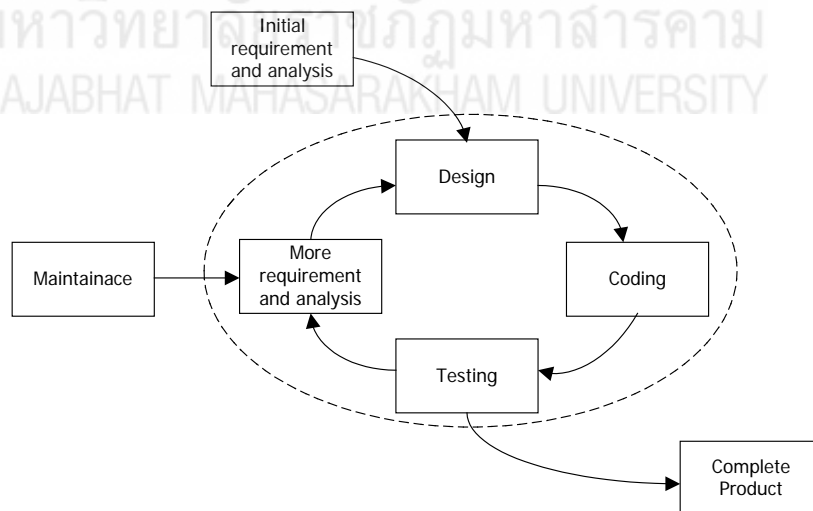 มหาวิทยาลัยราชภัฏมหาสารคาม
RAJABHAT MAHASARAKHAM UNIVERSITY
Initial
requirement
and analysis
Design
More
requirement
and analysis
Maintainace
Coding
Testing
Complete
Product